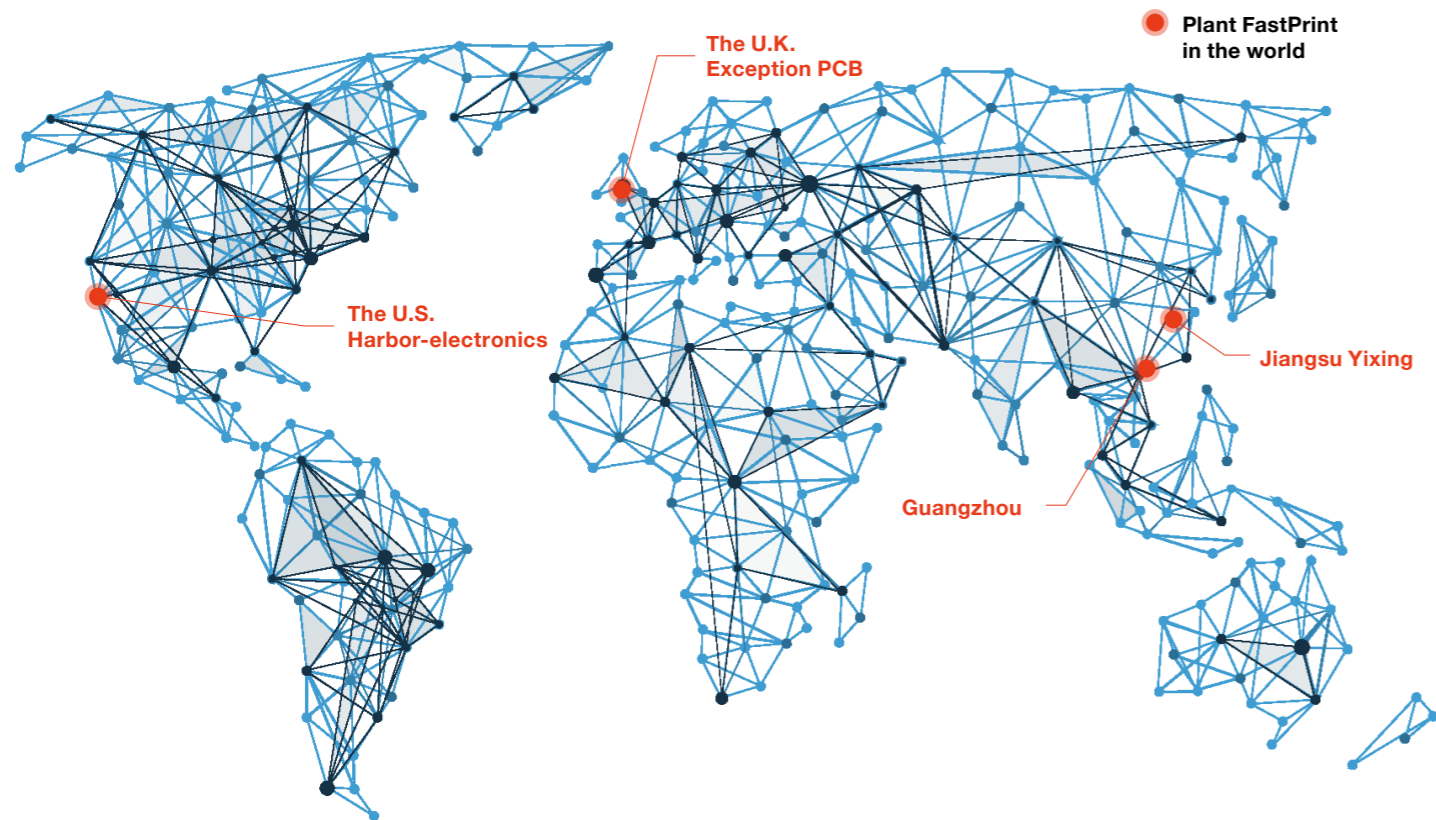 Plant FastPrint
in the world
The U.K.
Exception PCB
The U.S.
Harbor-electronics
Jiangsu Yixing
Guangzhou